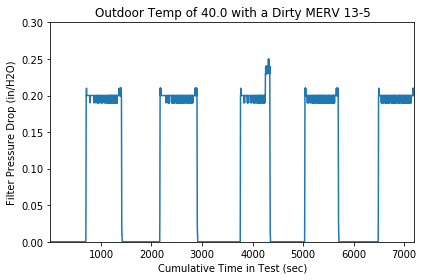 Outdoor Temp of 40.0 with a Dirty MERV 13-5
0.30
0.25
0.20
0.15
0.10
0.05
0.00
Filter Pressure Drop (in/H2O)
1000 2000 3000 4000 5000 6000 7000
Cumulative Time in Test (sec)